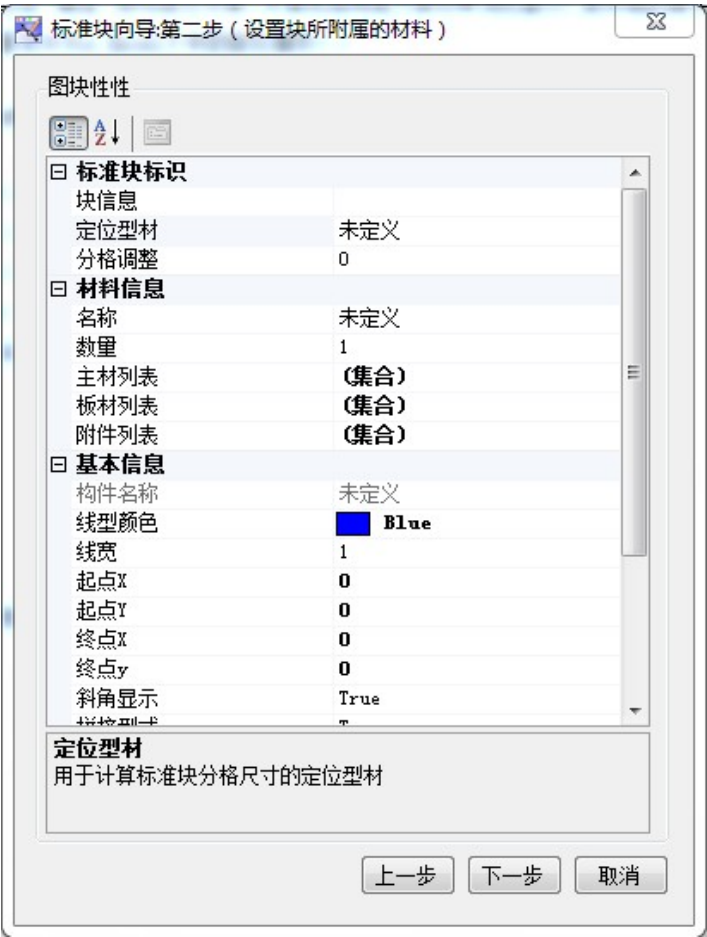 标准块向导:第二步（设置块所附属的材料）
图块性性
标准块标识
块信息
定位型材 未定义
分格调整 0
材料信息
名称 未定义
数量 1
主材列表 (集合)
板材列表 (集合)
附件列表 (集合)
基本信息
构件名称 未定义
线型颜色 Blue
线宽 1
起点X 0
起点Y 0
终点X 0
终点y 0
斜角显示 True
定位型材
用于计算标准块分格尺寸的定位型材
上一步 下一步 取消